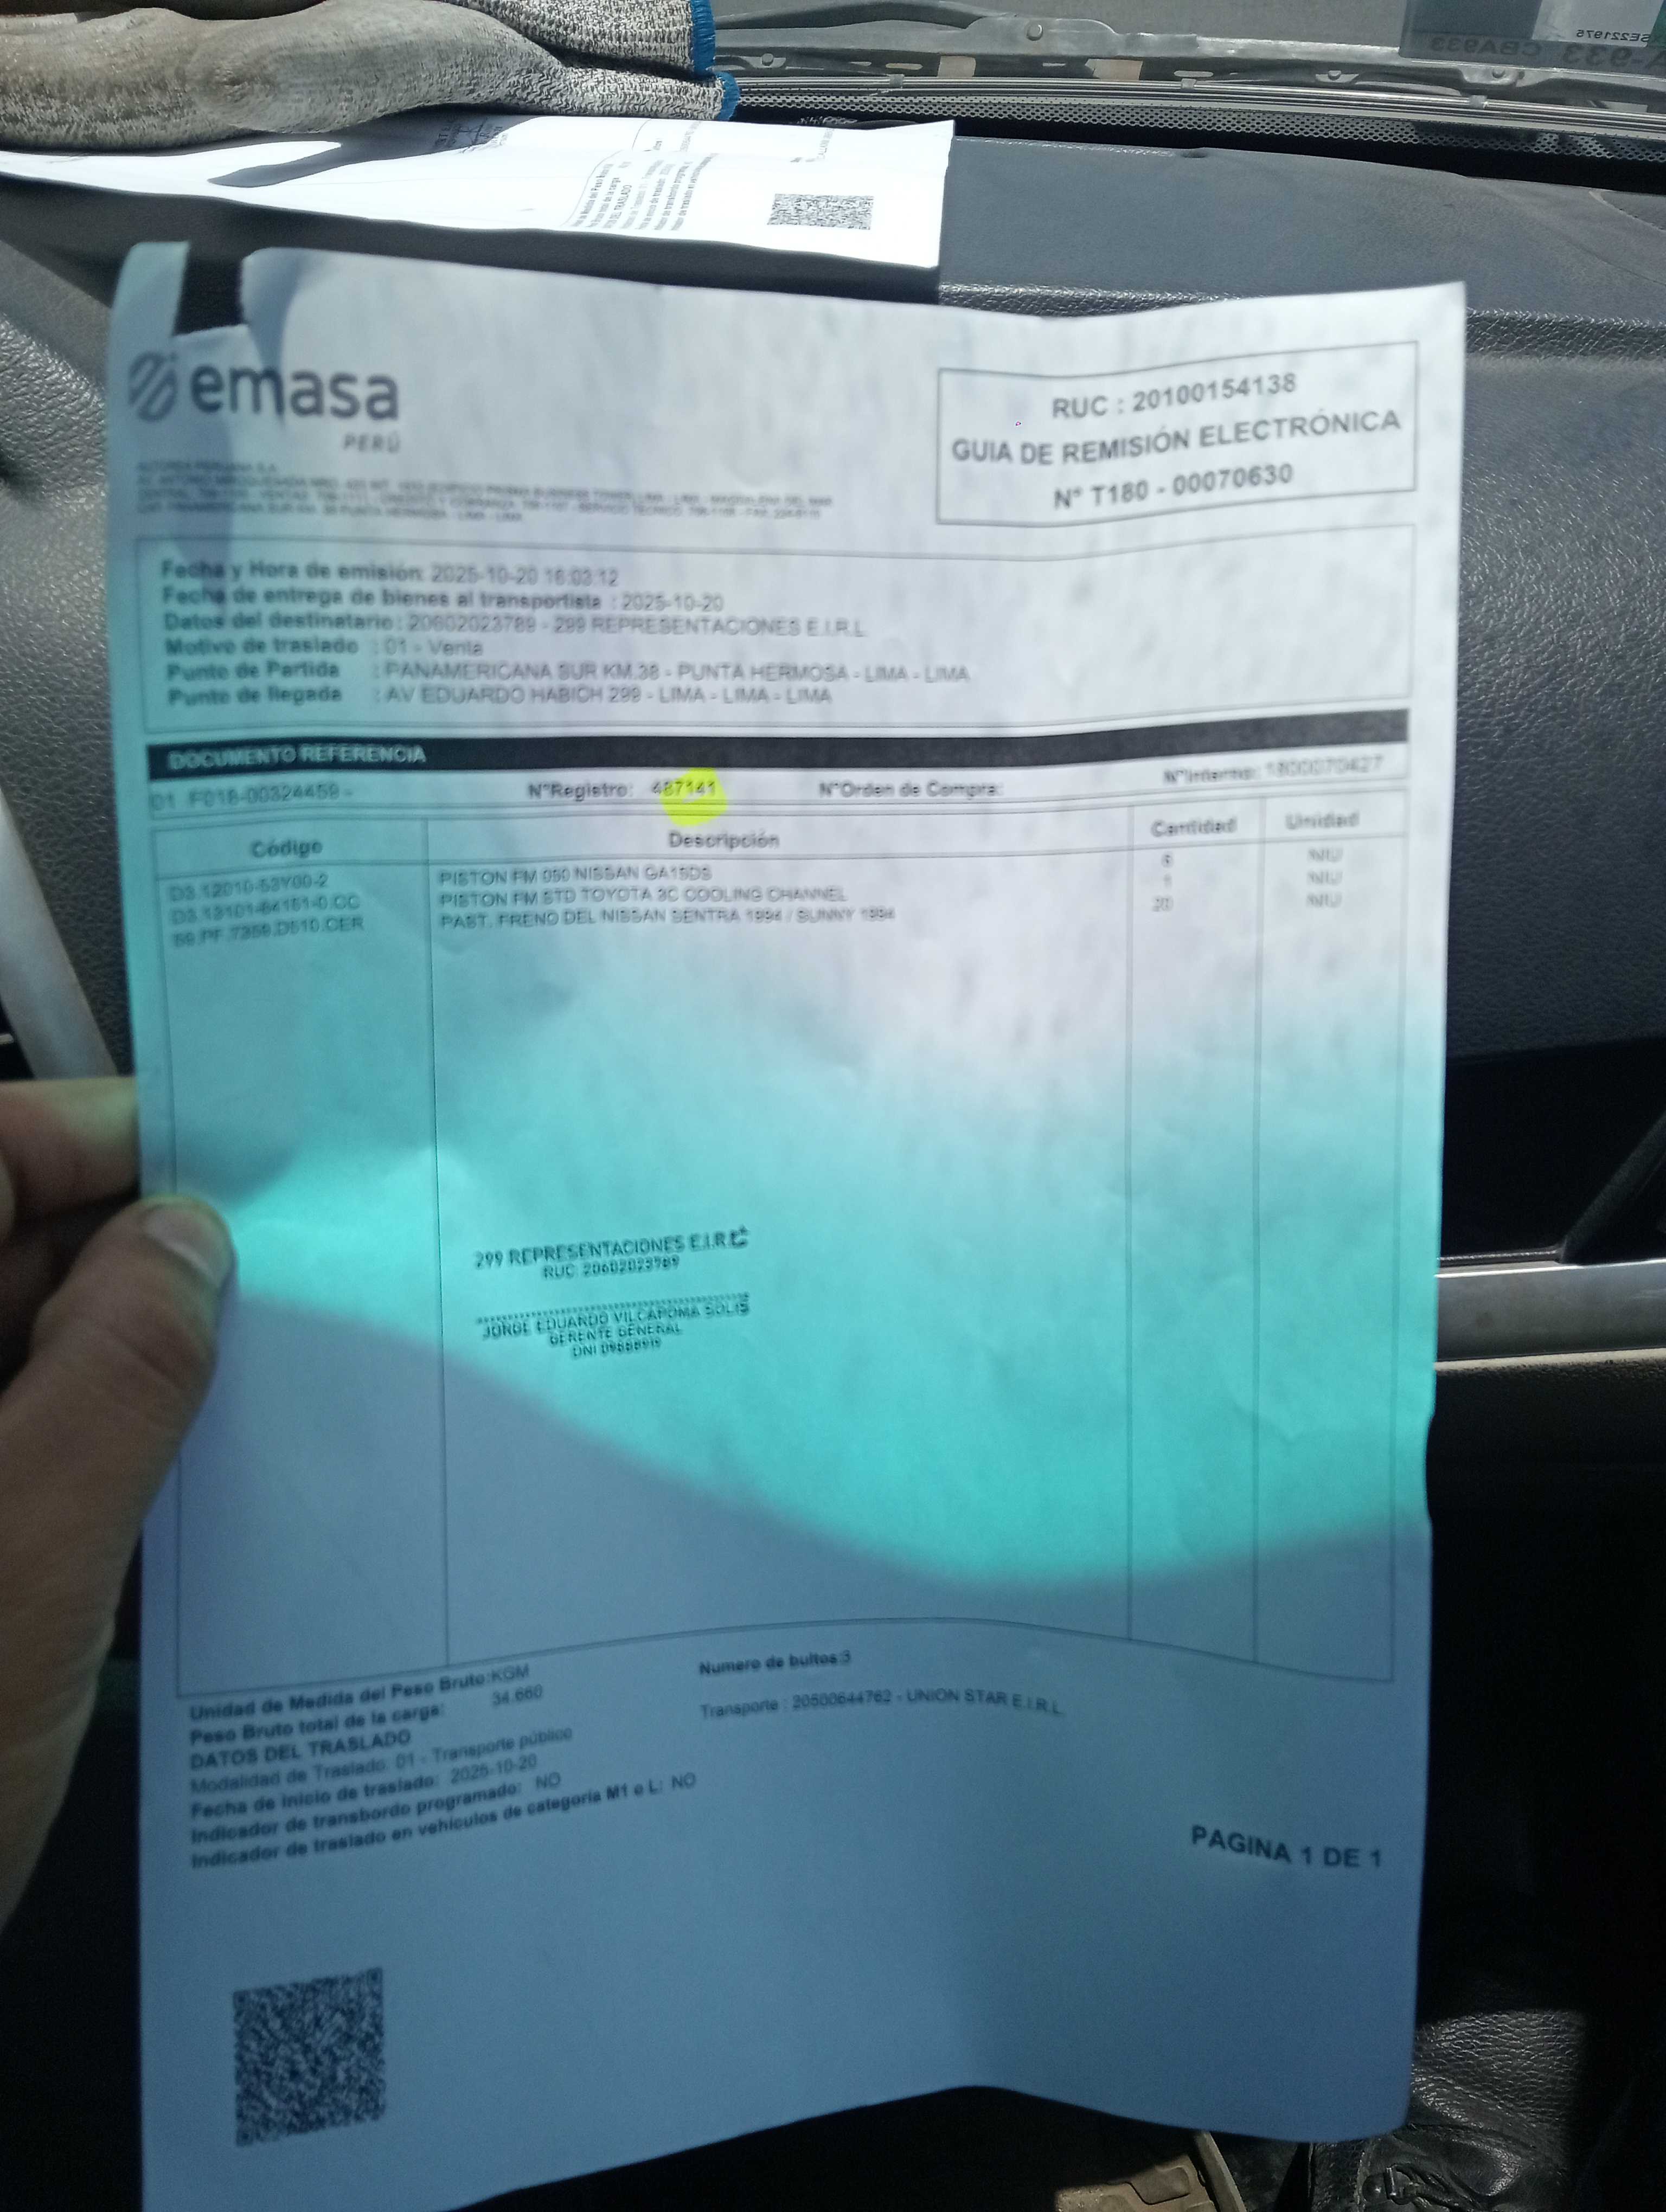 emasa
PERÚ
RUC : 20100154138
GUIA DE REMISIÓN ELECTRÓNICA
N° T180 - 00070630
Fecha y Hora de emisión: 2025-10-20 16:03:12
Fecha de entrega de bienes al transportista : 2025-10-20
Datos del destinatario : 20602023789 - 299 REPRESENTACIONES E.I.R.L
Motivo de traslado : 01 - Venta
Punto de Partida : PANAMERICANA SUR KM.38 - PUNTA HERMOSA - LIMA - LIMA
Punto de llegada : AV EDUARDO HABICH 299 - LIMA - LIMA - LIMA
DOCUMENTO REFERENCIA
01 F018-00324459 - N°Registro: 487141 N°Orden de Compra: N°Interno: 1800070427
Código Descripción Cantidad Unidad
PISTON FM 050 NISSAN GA15DS 6 NIU
PISTON FM STD TOYOTA 3C COOLING CHANNEL NIU
PAST. FRENO DEL NISSAN SENTRA 1994 / SUNNY 1994 20 NIU
299 REPRESENTACIONES E.I.R.L
RUC: 20602023789
JORGE EDUARDO VILCAPOMA SOLIS
GERENTE GENERAL
DNI
Unidad de Medida del Peso Bruto:KGM Numero de bultos:3
Peso Bruto total de la carga: 34.660
DATOS DEL TRASLADO Transporte : 20500644762 - UNION STAR E.I.R.L.
Modalidad de Traslado: 01 - Transporte público
Fecha de inicio de traslado: 2025-10-20
Indicador de transbordo programado: NO
Indicador de traslado en vehículos de categoría M1 o L: NO
PAGINA 1 DE 1